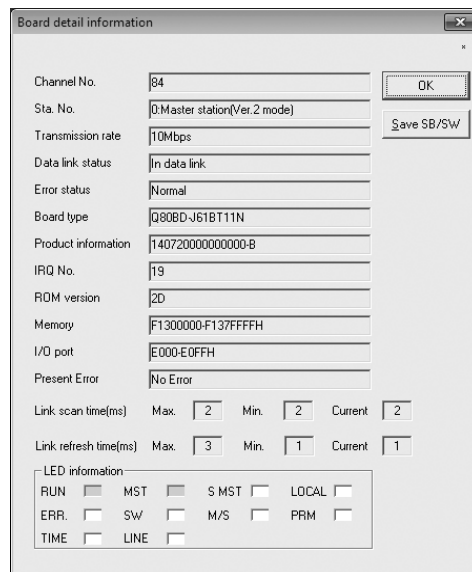 Board detail information
Channel No. 84 OK
Sta. No. 0:Master station(Ver.2 mode)
Transmission rate 10Mbps Save SB/SW
Data link status In data link
Error status Normal
Board type Q80BD-J61BT11N
Product information 140720000000000-B
IRQ No. 19
ROM version 2D
Memory F1300000-F137FFFFH
I/O port E000-E0FFH
Present Error No Error
Link scan time(ms) Max. 2 Min. 2 Current 2
Link refresh time(ms) Max. 3 Min. 1 Current 1
LED information
RUN MST S MST LOCAL
ERR. SW M/S PRM
TIME LINE